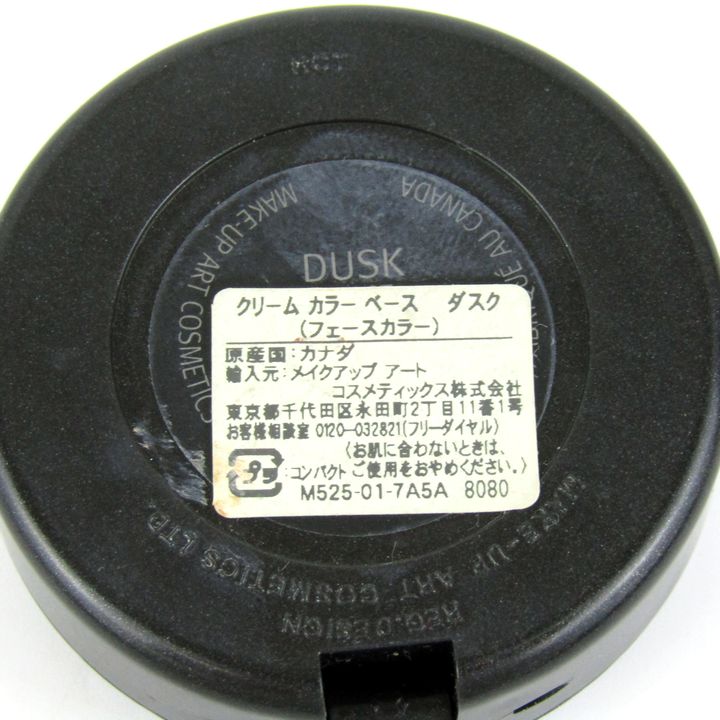 MAKE-UP ART COSMETICS
AU CANADA
DUSK
クリーム カラー ベース ダスク
(フェースカラー)
原産国:カナダ
輸入元:メイクアップ アート
コスメティックス株式会社
東京都千代田区永田町2丁目11番1号
お客様相談室 0120-032821(フリーダイヤル)
〈お肌に合わないときは、
プラ
:コンパクト ご使用をおやめください。〉
M525-01-7A5A 8080
MAKE-UP ART COSMETICS LTD.
REG.DESIGN